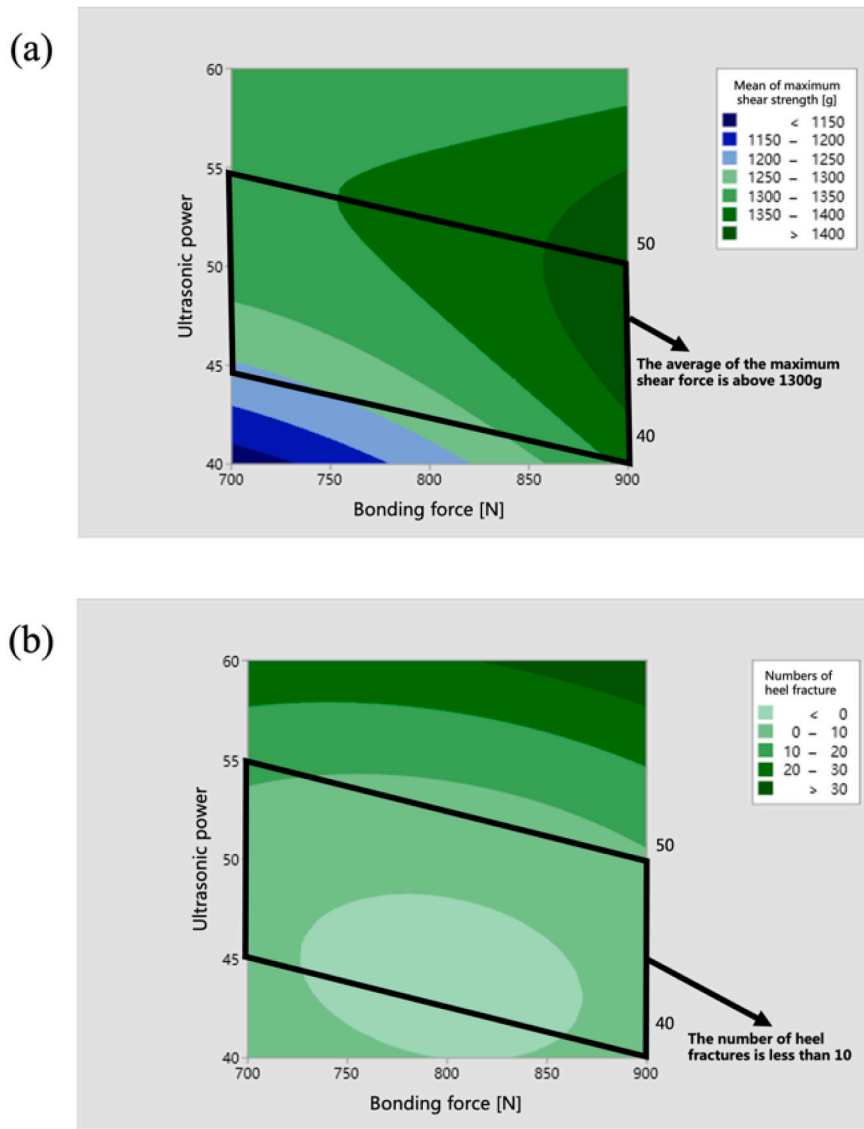 (a)
Mean of maximum
shear strength [g]
< 1150
1150 – 1200
1200 – 1250
1250 – 1300
1300 – 1350
1350 – 1400
> 1400
60
55
50
45
40
Ultrasonic power
50
40
The average of the maximum
shear force is above 1300g
700 750 800 850 900
Bonding force [N]
(b)
Numbers of
heel fracture
< 0
0 – 10
10 – 20
20 – 30
> 30
60
55
50
45
40
Ultrasonic power
50
40
The number of heel
fractures is less than 10
700 750 800 850 900
Bonding force [N]